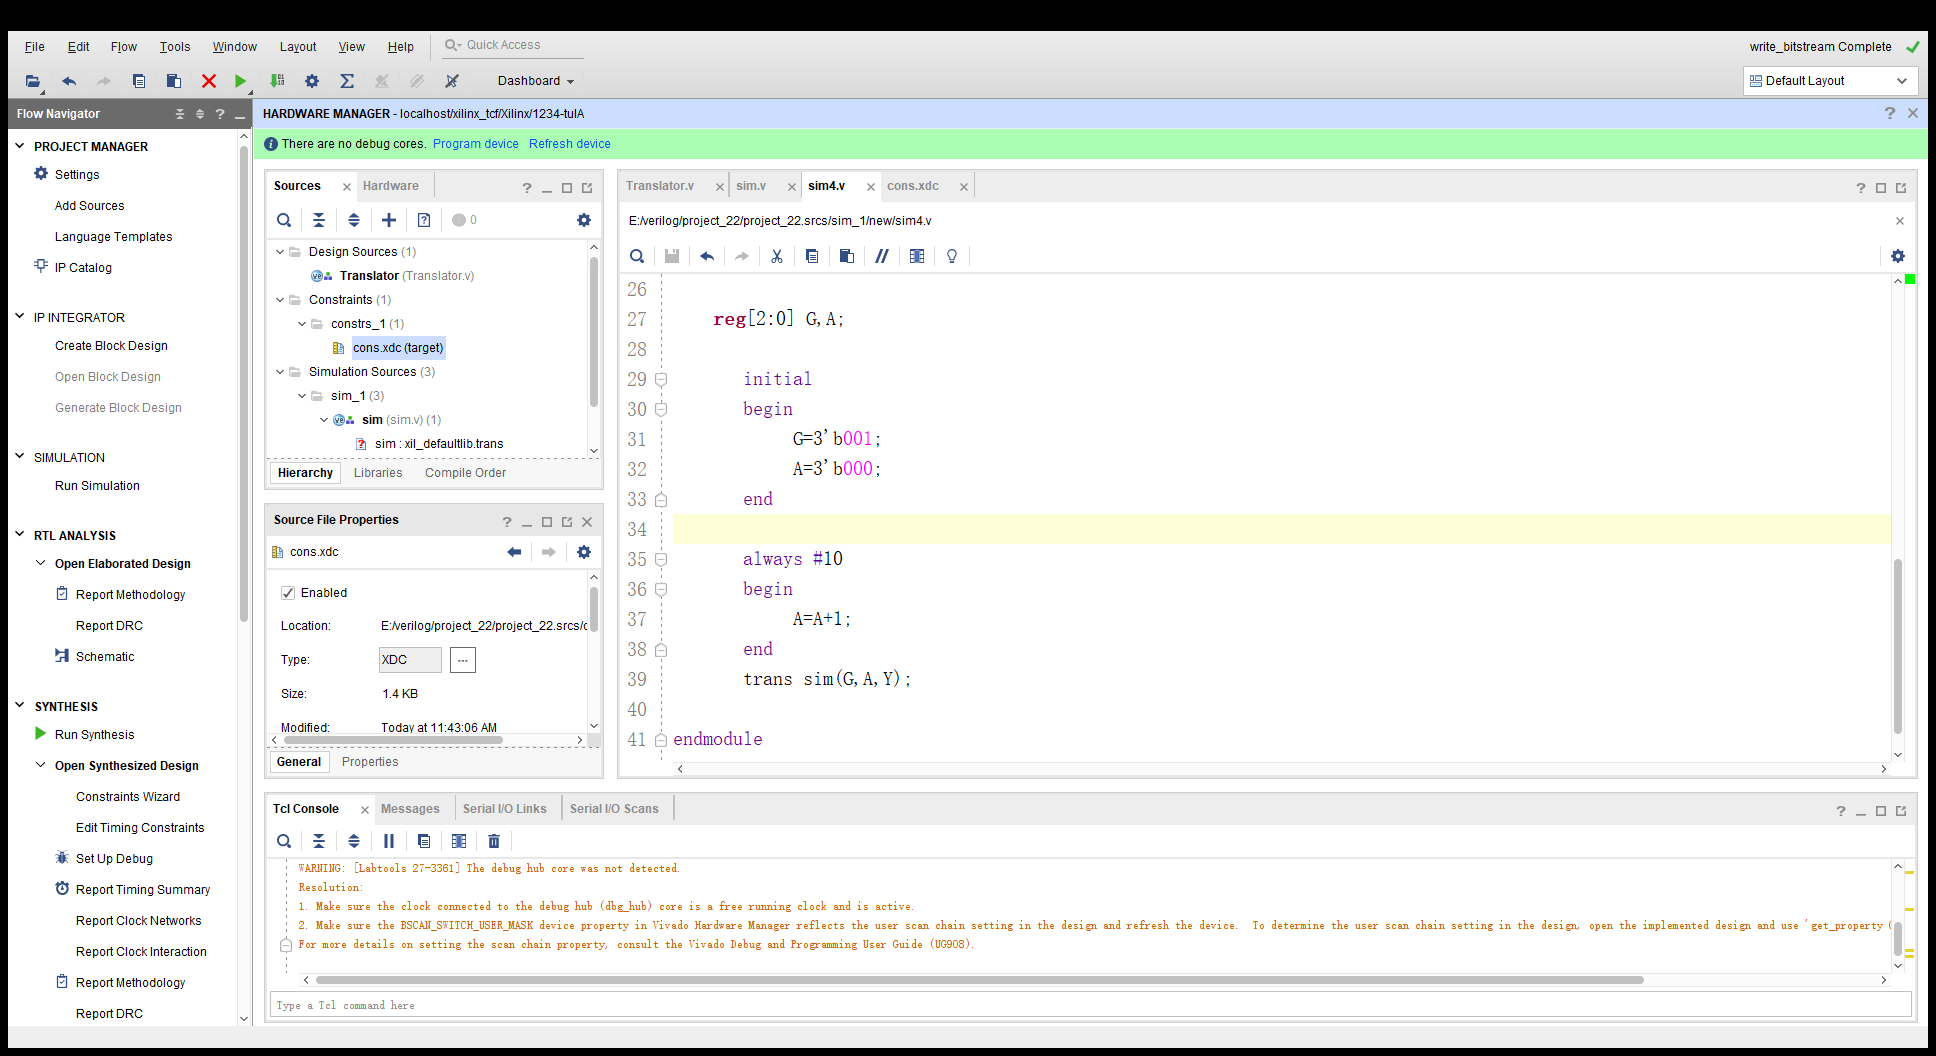 File Edit Flow Tools Window Layout View Help Quick Access write_bitstream Complete
Dashboard Default Layout
Flow Navigator
PROJECT MANAGER
Settings
Add Sources
Language Templates
IP Catalog
IP INTEGRATOR
Create Block Design
Open Block Design
Generate Block Design
SIMULATION
Run Simulation
RTL ANALYSIS
Open Elaborated Design
Report Methodology
Report DRC
Schematic
SYNTHESIS
Run Synthesis
Open Synthesized Design
Constraints Wizard
Edit Timing Constraints
Set Up Debug
Report Timing Summary
Report Clock Networks
Report Clock Interaction
Report Methodology
Report DRC
HARDWARE MANAGER - localhost/xilinx_tcf/Xilinx/1234-tulA
There are no debug cores. Program device Refresh device
Sources Hardware
0
Design Sources (1)
Translator (Translator.v)
Constraints (1)
constrs_1 (1)
cons.xdc (target)
Simulation Sources (3)
sim_1 (3)
sim (sim.v) (1)
sim : xil_defaultlib.trans
Hierarchy Libraries Compile Order
Source File Properties
cons.xdc
Enabled
Location: E:/verilog/project_22/project_22.srcs/c
Type: XDC ...
Size: 1.4 KB
Modified: Today at 11:43:06 AM
General Properties
Translator.v sim.v sim4.v cons.xdc
E:/verilog/project_22/project_22.srcs/sim_1/new/sim4.v
26
27 reg[2:0] G,A;
28
29 initial
30 begin
31 G=3'b001;
32 A=3'b000;
33 end
34
35 always #10
36 begin
37 A=A+1;
38 end
39 trans sim(G,A,Y);
40
41 endmodule
Tcl Console Messages Serial I/O Links Serial I/O Scans
WARNING: [Labtools 27-3361] The debug hub core was not detected.
Resolution:
1. Make sure the clock connected to the debug hub (dbg_hub) core is a free running clock and is active.
2. Make sure the BSCAN_SWITCH_USER_MASK device property in Vivado Hardware Manager reflects the user scan chain setting in the design and refresh the device.  To determine the user scan chain setting in the design, open the implemented design and use 'get_property (
For more details on setting the scan chain property, consult the Vivado Debug and Programming User Guide (UG908).
Type a Tcl command here